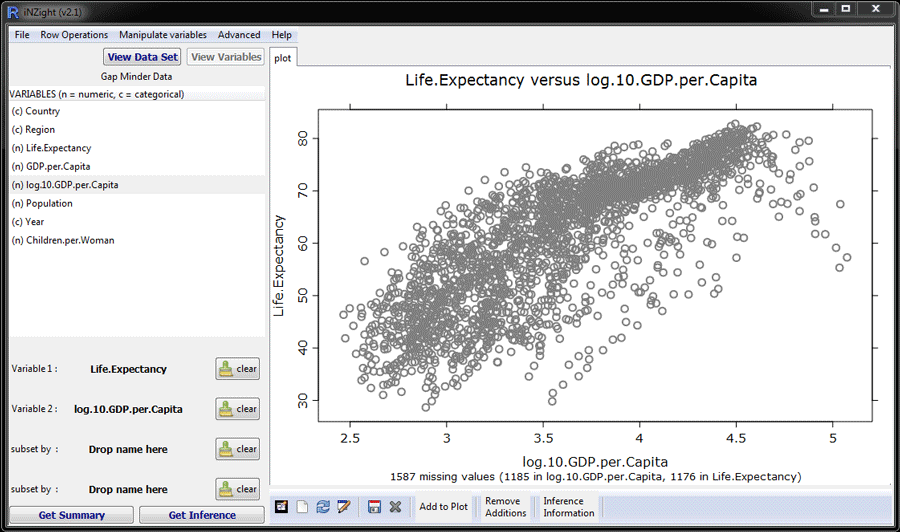 iNZight (v2.1)
File Row Operations Manipulate variables Advanced Help
View Data Set View Variables
Gap Minder Data
VARIABLES (n = numeric, c = categorical)
(c) Country
(c) Region
(n) Life.Expectancy
(n) GDP.per.Capita
(n) log.10.GDP.per.Capita
(n) Population
(c) Year
(n) Children.per.Woman
Variable 1 : Life.Expectancy clear
Variable 2 : log.10.GDP.per.Capita clear
subset by : Drop name here clear
subset by : Drop name here clear
Get Summary Get Inference
plot
Life.Expectancy versus log.10.GDP.per.Capita
Life.Expectancy
80
70
60
50
40
30
2.5 3 3.5 4 4.5 5
log.10.GDP.per.Capita
1587 missing values (1185 in log.10.GDP.per.Capita, 1176 in Life.Expectancy)
Add to Plot
Remove
Additions
Inference
Information